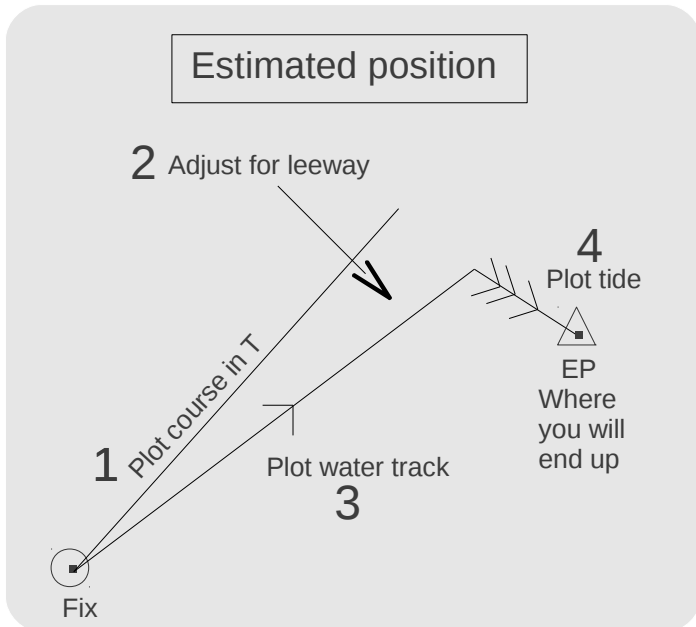 Estimated position
2 Adjust for leeway
4
Plot tide
1 Plot course in T
EP
Where
you will
end up
Plot water track
3
Fix